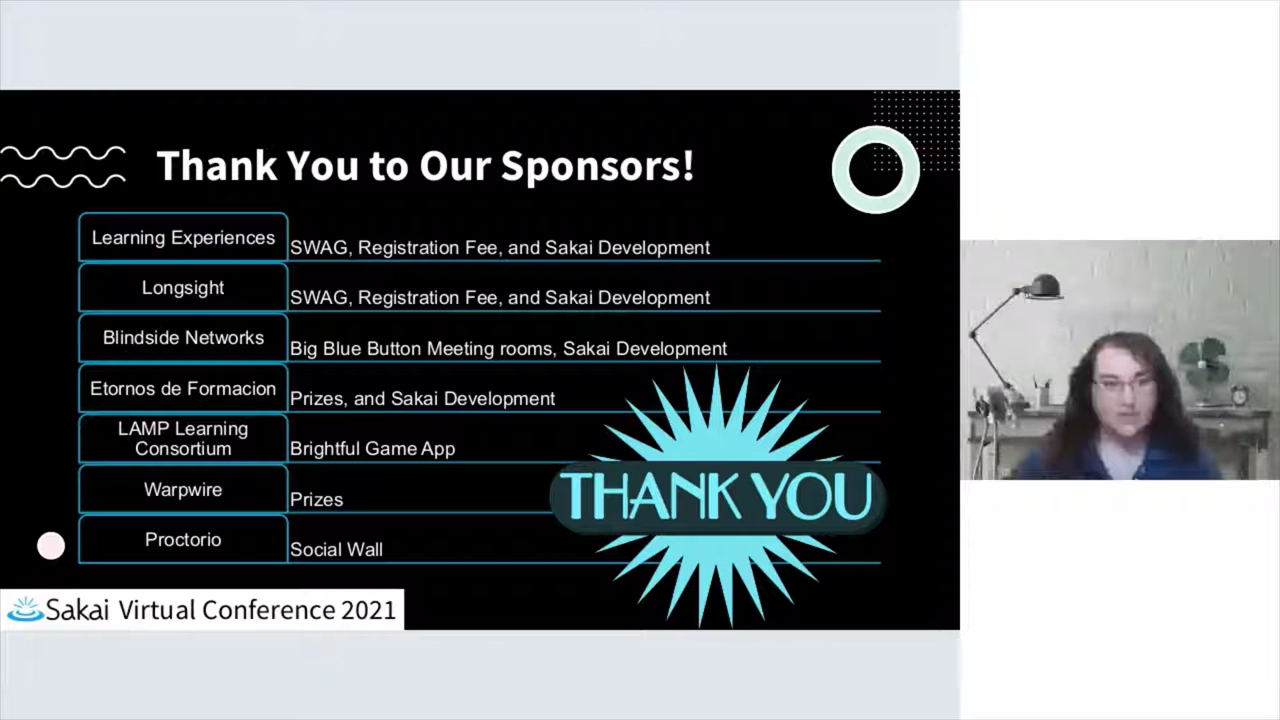 Thank You to Our Sponsors!
Learning Experiences
SWAG, Registration Fee, and Sakai Development
Longsight
SWAG, Registration Fee, and Sakai Development
Blindside Networks
Big Blue Button Meeting rooms, Sakai Development
Etornos de Formacion
Prizes, and Sakai Development
LAMP Learning
Consortium
Brightful Game App
Warpwire
Prizes
Proctorio
Social Wall
THANK YOU
Sakai Virtual Conference 2021